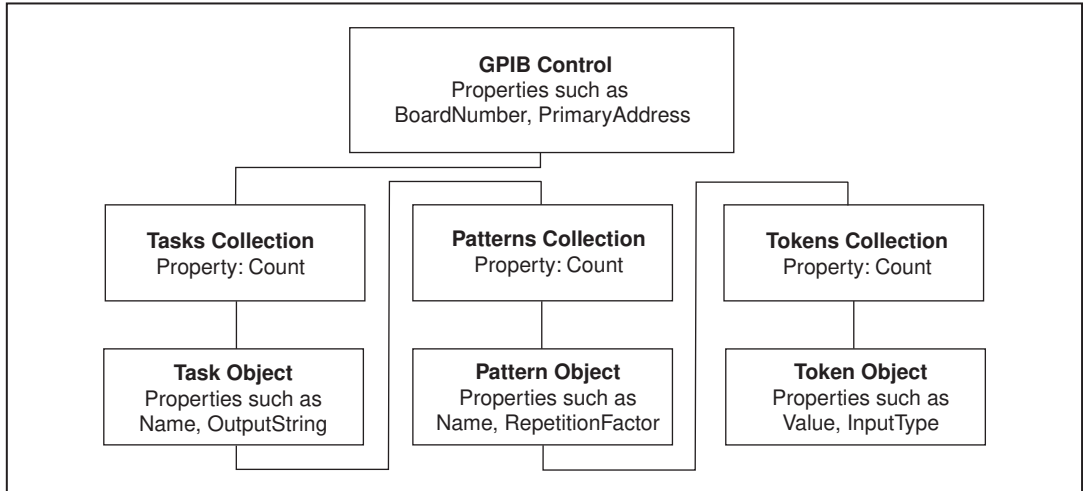 GPIB Control
Properties such as
BoardNumber, PrimaryAddress
Tasks Collection
Property: Count
Patterns Collection
Property: Count
Tokens Collection
Property: Count
Task Object
Properties such as
Name, OutputString
Pattern Object
Properties such as
Name, RepetitionFactor
Token Object
Properties such as
Value, InputType